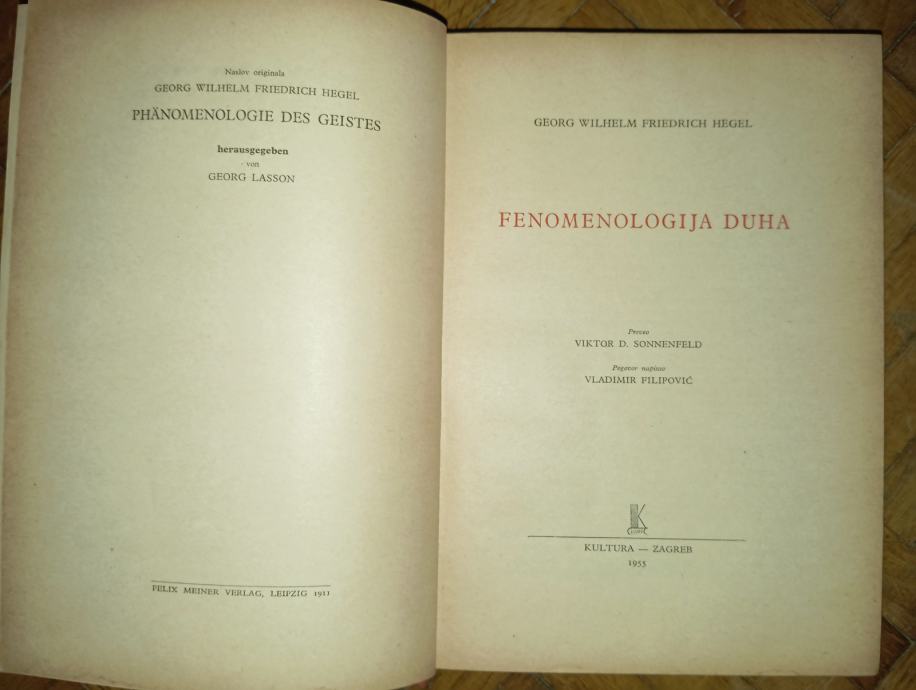 Naslov originala
GEORG WILHELM FRIEDRICH HEGEL
PHÄNOMENOLOGIE DES GEISTES
herausgegeben
von
GEORG LASSON
FELIX MEINER VERLAG, LEIPZIG 1911
GEORG WILHELM FRIEDRICH HEGEL
FENOMENOLOGIJA DUHA
Preveo
VIKTOR D. SONNENFELD
Pogovor napisao
VLADIMIR FILIPOVIĆ
K
KULTURA — ZAGREB
1955